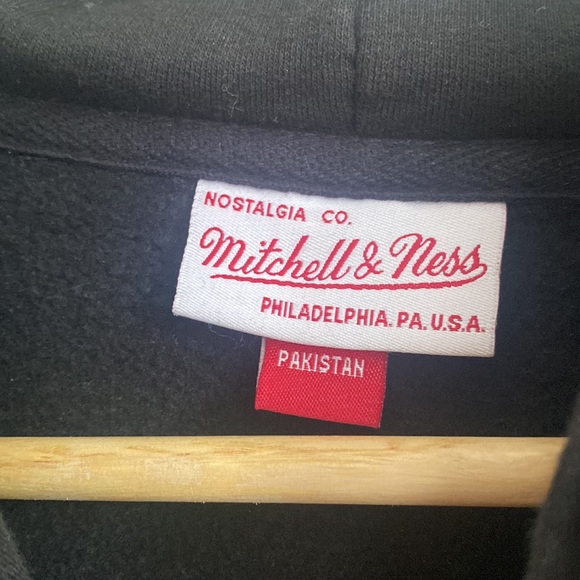 NOSTALGIA CO.
Mitchell & Ness
PHILADELPHIA. PA. U.S.A.
PAKISTAN